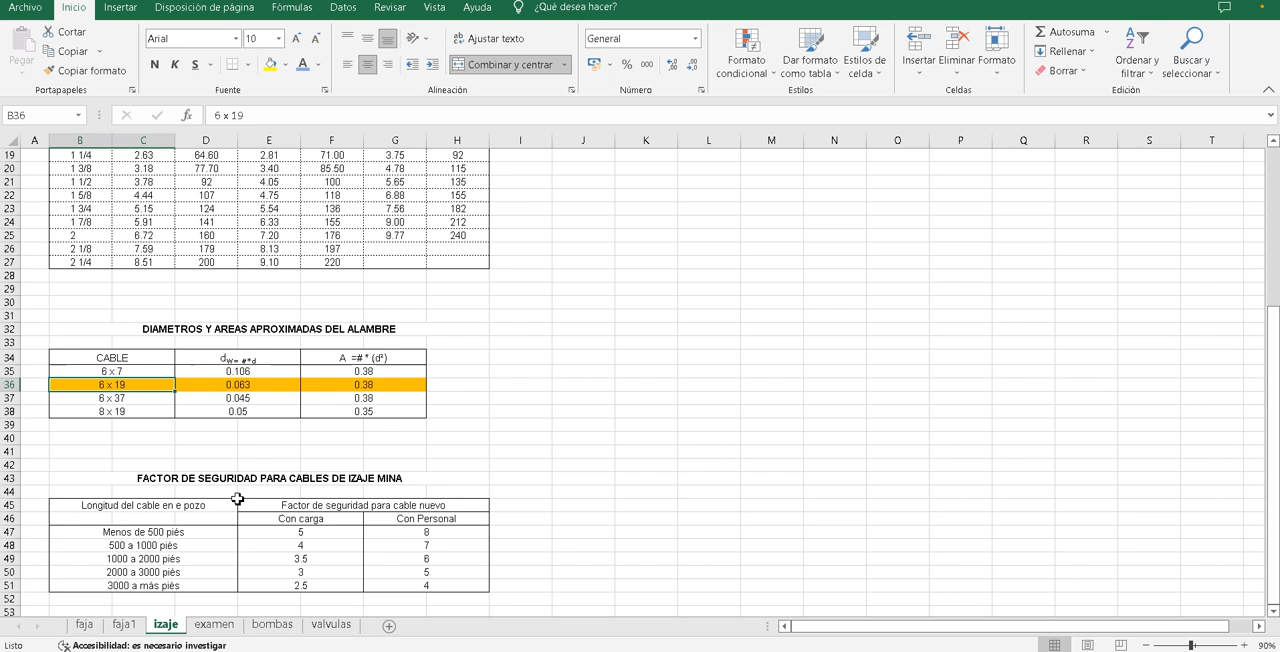 Archivo Inicio Insertar Disposición de página Fórmulas Datos Revisar Vista Ayuda ¿Qué desea hacer?
Pegar Cortar Copiar Copiar formato Portapapeles
Arial 10 N K S Fuente
Ajustar texto Combinar y centrar Alineación
General % 000 Número
Formato condicional Dar formato como tabla Estilos de celda Estilos
Insertar Eliminar Formato Celdas
Autosuma Rellenar Borrar Ordenar y filtrar Buscar y seleccionar Edición
B36 fx 6 x 19
A B C D E F G H I J K L M N O P Q R S T
19 1 1/4 2.63 64.60 2.81 71.00 3.75 92
20 1 3/8 3.18 77.70 3.40 85.50 4.78 115
21 1 1/2 3.78 92 4.05 100 5.65 135
22 1 5/8 4.44 107 4.75 118 6.88 155
23 1 3/4 5.15 124 5.54 136 7.56 182
24 1 7/8 5.91 141 6.33 155 9.00 212
25 2 6.72 160 7.20 176 9.77 240
26 2 1/8 7.59 179 8.13 197
27 2 1/4 8.51 200 9.10 220
28
29
30
31
32 DIAMETROS Y AREAS APROXIMADAS DEL ALAMBRE
33
34 CABLE dw= #*d A =# * (d²)
35 6 x 7 0.106 0.38
36 6 x 19 0.063 0.38
37 6 x 37 0.045 0.38
38 8 x 19 0.05 0.35
39
40
41
42
43 FACTOR DE SEGURIDAD PARA CABLES DE IZAJE MINA
44
45 Longitud del cable en e pozo Factor de seguridad para cable nuevo
46 Con carga Con Personal
47 Menos de 500 piés 5 8
48 500 a 1000 piés 4 7
49 1000 a 2000 piés 3.5 6
50 2000 a 3000 piés 3 5
51 3000 a más piés 2.5 4
52
53
faja faja1 izaje examen bombas valvulas
Listo Accesibilidad: es necesario investigar 90%